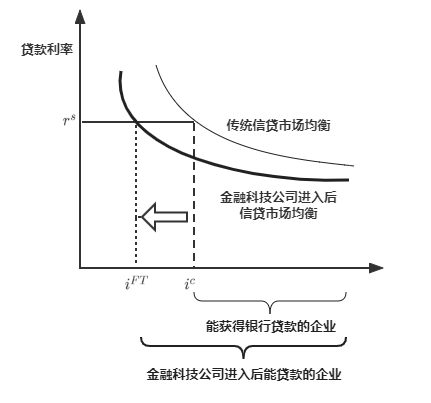 贷款利率
r^s
传统信贷市场均衡
金融科技公司进入后
信贷市场均衡
i^FT
i^c
能获得银行贷款的企业
金融科技公司进入后能贷款的企业